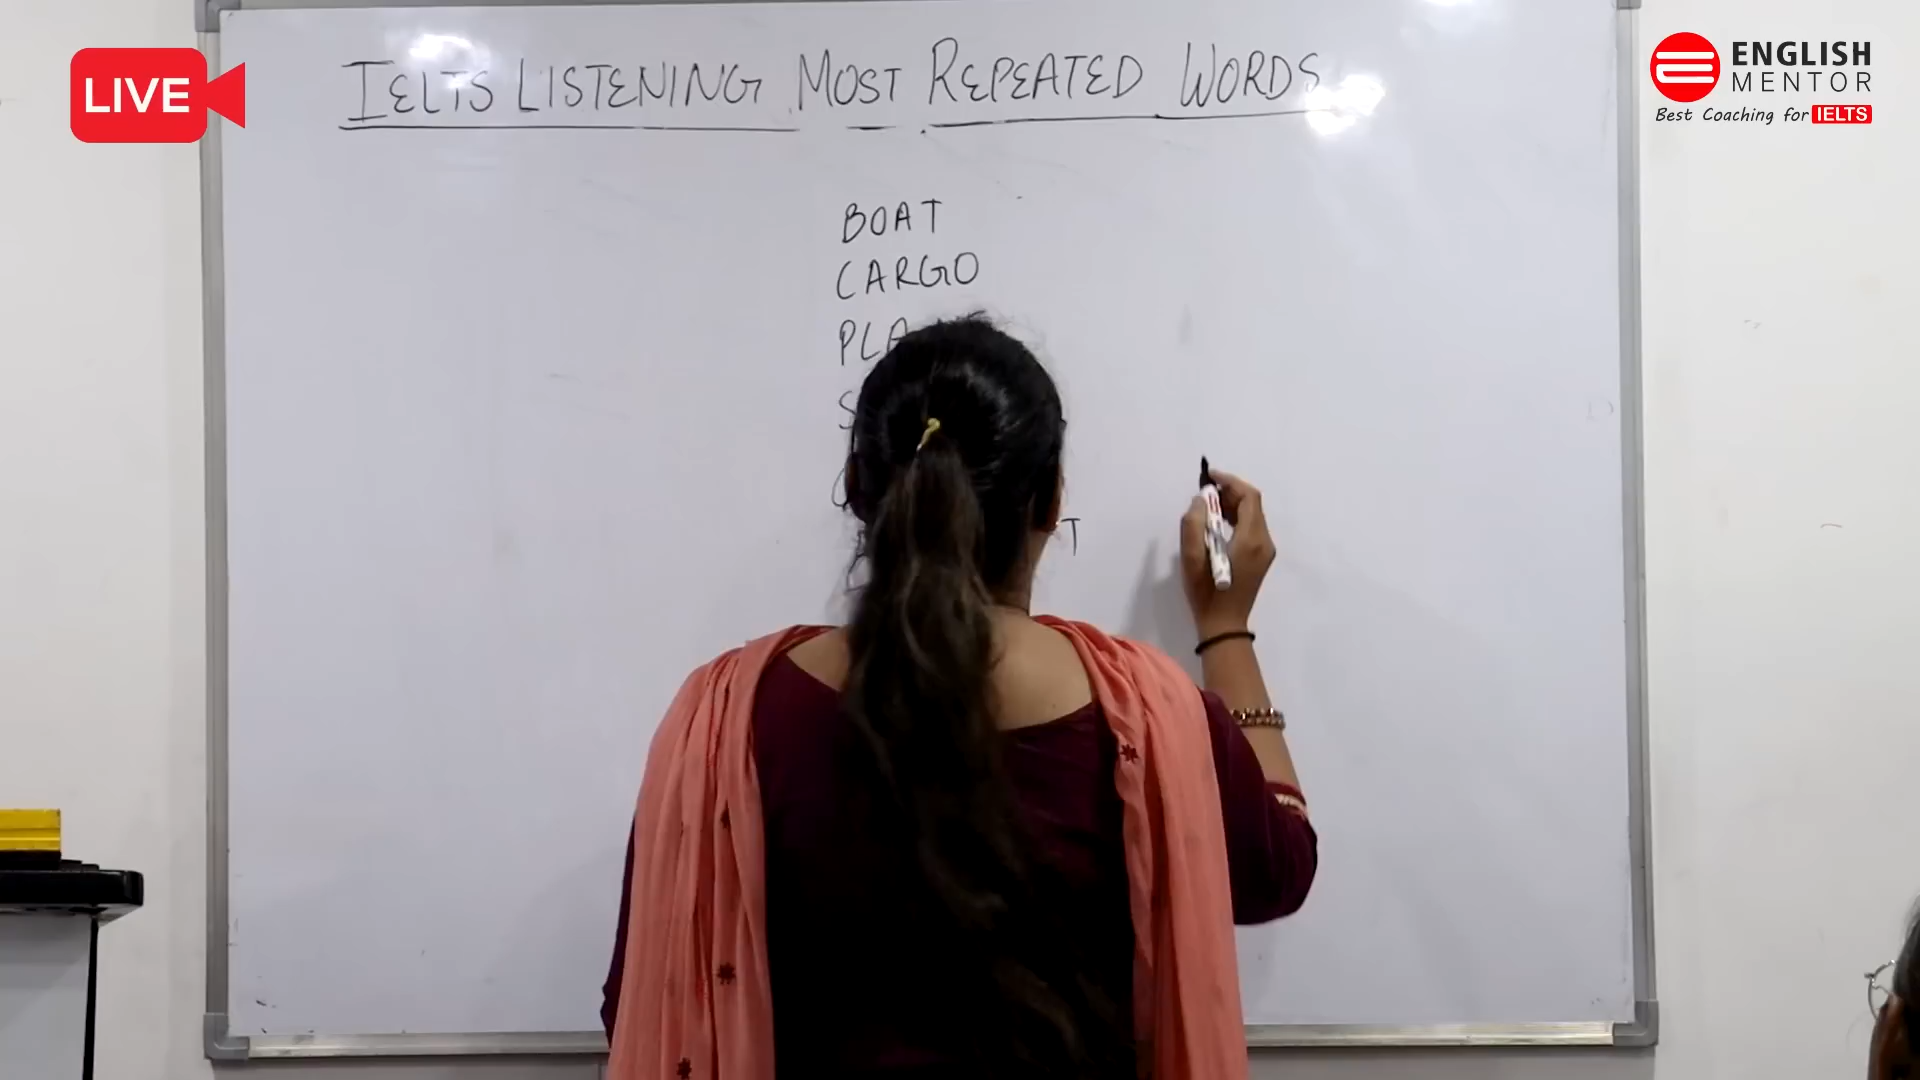 LIVE
ENGLISH
MENTOR
Best Coaching for IELTS
IELTS LISTENING MOST REPEATED WORDS
BOAT
CARGO